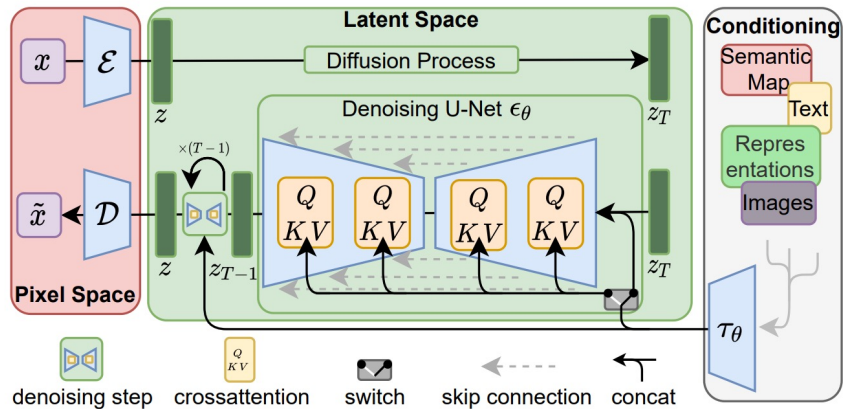 Latent Space
Conditioning
x
ℰ
Diffusion Process
Semantic
Map
z
z_T
Denoising U-Net ϵ_θ
Text
×(T−1)
Repres
entations
Q
KV
Q
KV
Q
KV
Q
KV
Images
x̃
𝒟
z
z_{T−1}
z_T
Pixel Space
τ_θ
Q
KV
denoising step
crossattention
switch
skip connection
concat